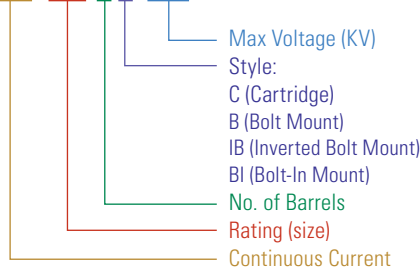 Max Voltage (KV)
Style:
C (Cartridge)
B (Bolt Mount)
IB (Inverted Bolt Mount)
BI (Bolt-In Mount)
No. of Barrels
Rating (size)
Continuous Current